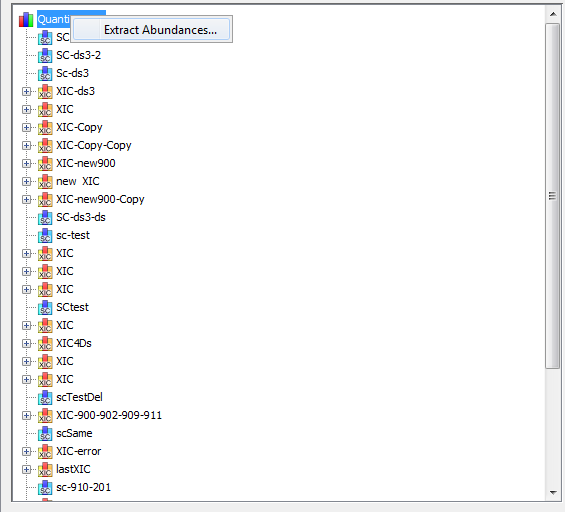 Quanti
Extract Abundances...
SC
SC-ds3-2
Sc-ds3
XIC-ds3
XIC
XIC-Copy
XIC-Copy-Copy
XIC-new900
new XIC
XIC-new900-Copy
SC-ds3-ds
sc-test
XIC
XIC
XIC
SCtest
XIC
XIC4Ds
XIC
XIC
scTestDel
XIC-900-902-909-911
scSame
XIC-error
lastXIC
sc-910-201